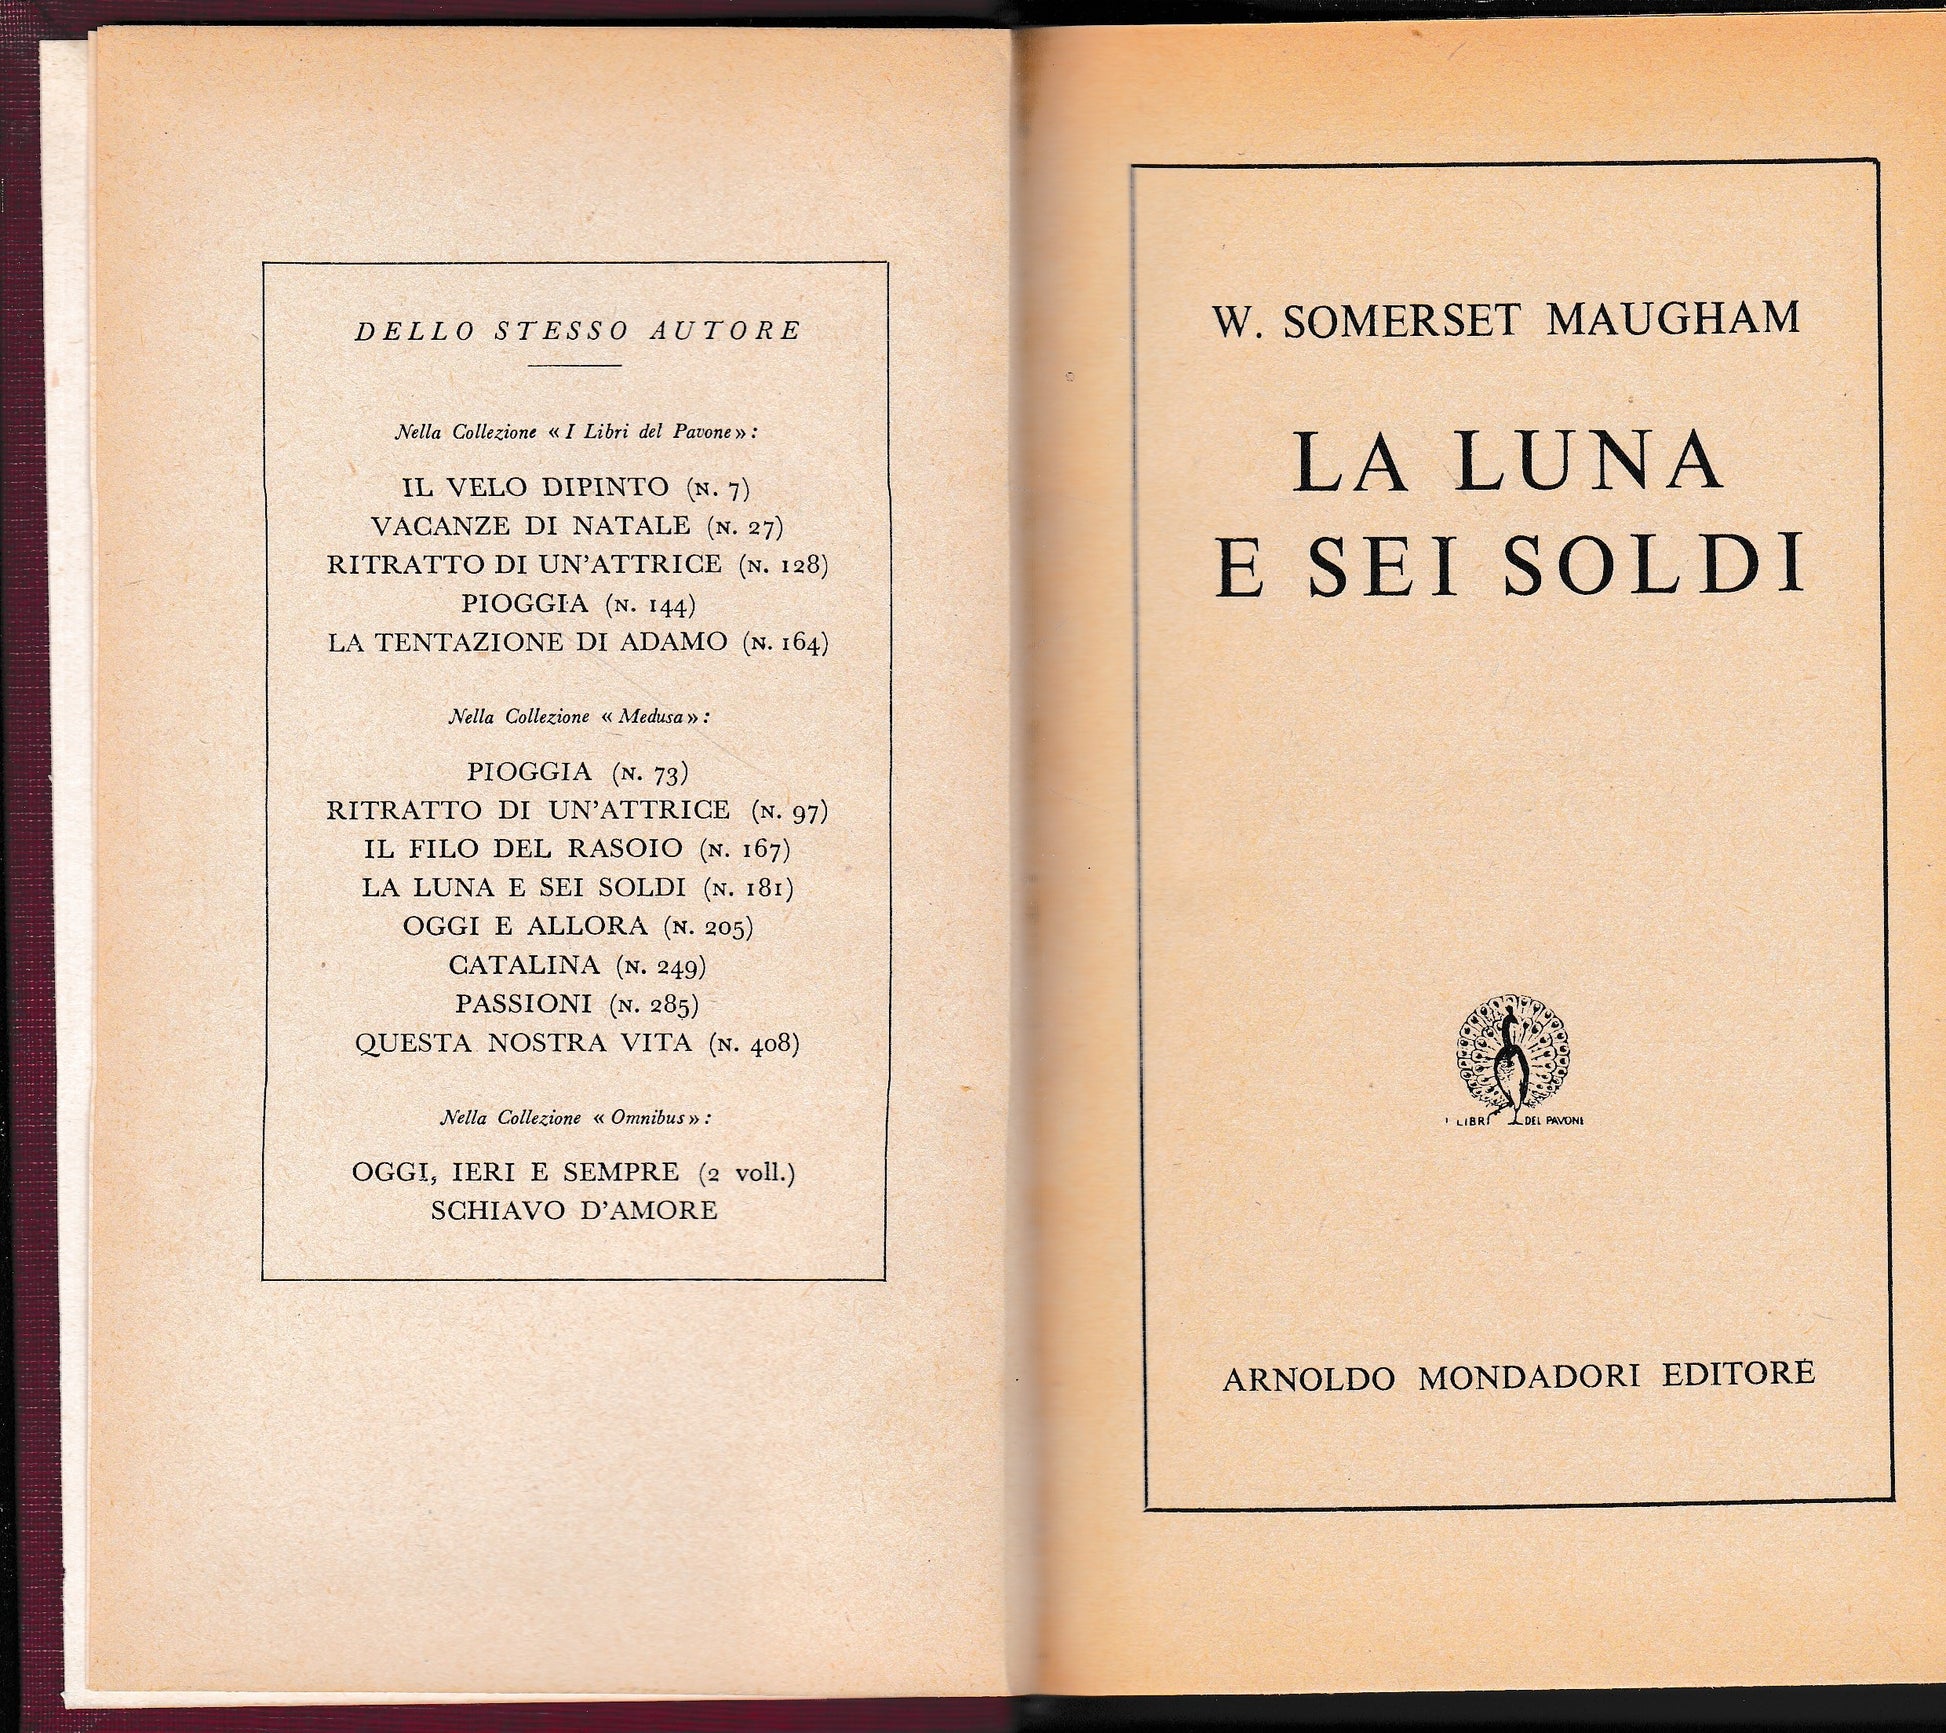 DELLO STESSO AUTORE
Nella Collezione « I Libri del Pavone » :
IL VELO DIPINTO (N. 7)
VACANZE DI NATALE (N. 27)
RITRATTO DI UN'ATTRICE (N. 128)
PIOGGIA (N. 144)
LA TENTAZIONE DI ADAMO (N. 164)
Nella Collezione « Medusa » :
PIOGGIA (N. 73)
RITRATTO DI UN'ATTRICE (N. 97)
IL FILO DEL RASOIO (N. 167)
LA LUNA E SEI SOLDI (N. 181)
OGGI E ALLORA (N. 205)
CATALINA (N. 249)
PASSIONI (N. 285)
QUESTA NOSTRA VITA (N. 408)
Nella Collezione « Omnibus » :
OGGI, IERI E SEMPRE (2 voll.)
SCHIAVO D'AMORE
W. SOMERSET MAUGHAM
LA LUNA
E SEI SOLDI
I LIBRI DEL PAVONE
ARNOLDO MONDADORI EDITORE